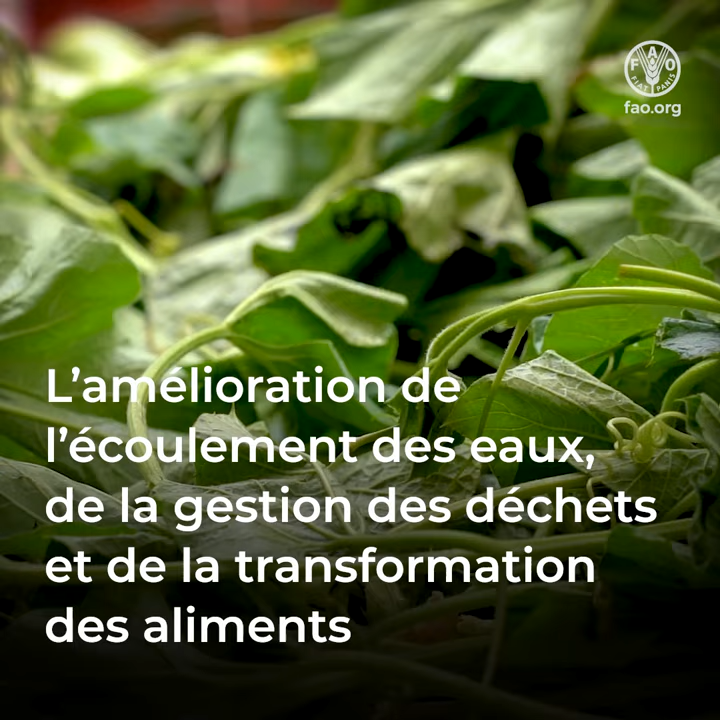 F A O
FIAT PANIS
fao.org
L’amélioration de
l’écoulement des eaux,
de la gestion des déchets
et de la transformation
des aliments